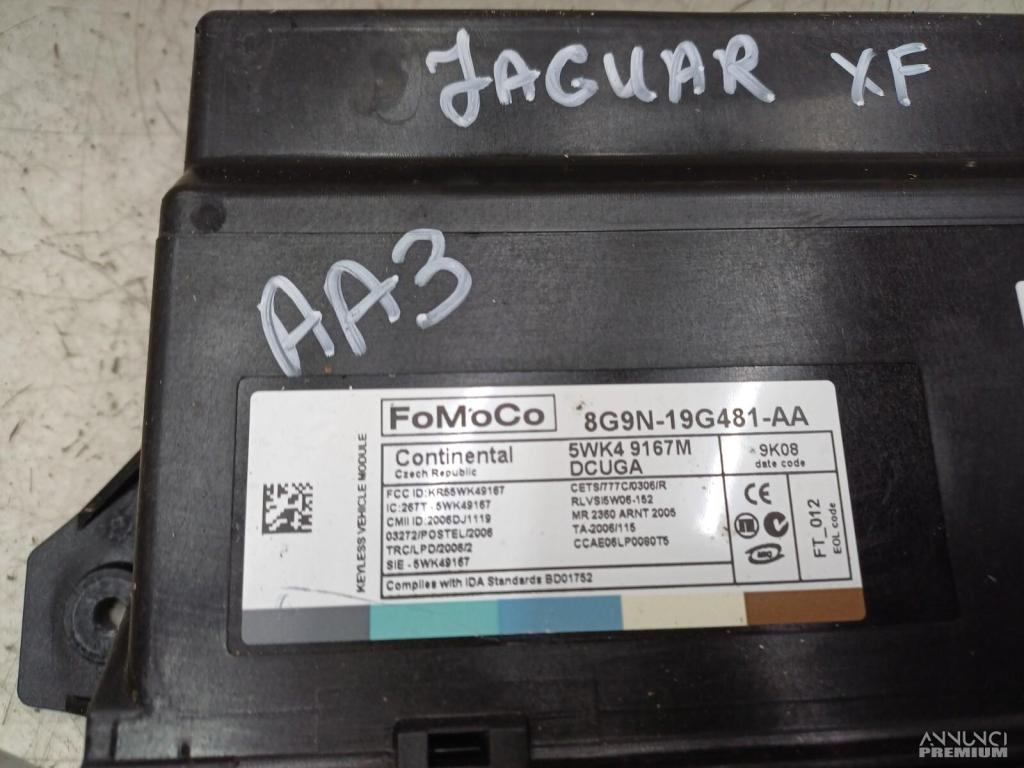 JAGUAR XF
AA3
FoMoCo
8G9N-19G481-AA
KEYLESS VEHICLE MODULE
Continental
Czech Republic
5WK4 9167M
DCUGA
9K08
date code
FCC ID: KR55WK49167
IC:267T - 5WK49167
CMII ID: 2006DJ1119
03272/POSTEL/2006
TRC/LPD/2006/2
SIE - 5WK49167
CETS/777C/0306/R
RLVSI5W06-152
MR 2360 ARNT 2005
TA-2006/115
CCAE06LP0080T5
CE
FT_012
EOL code
Complies with IDA Standards BD01752
ANNUNCI
PREMIUM